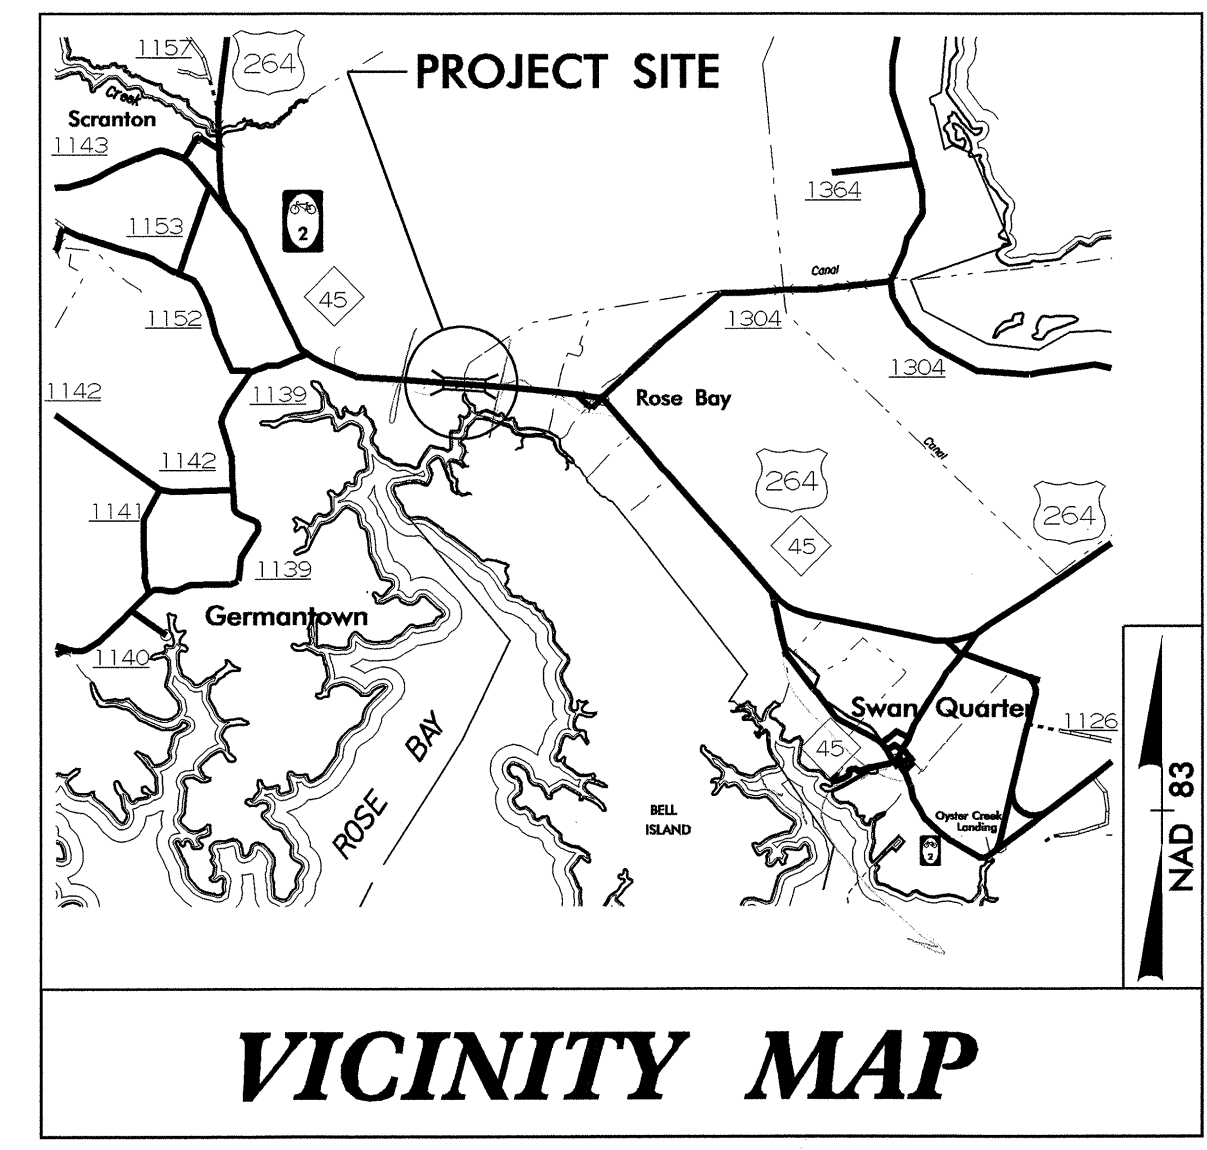 1157
264
PROJECT SITE
Creek
Scranton
1143
1364
1153
2
45
Canal
1152
1304
1304
1142
1139
Rose Bay
Canal
1142
264
264
1141
45
1139
Germantown
1140
Swan Quarter
1126
BAY
45
ROSE
BELL
ISLAND
Oyster Creek
Landing
2
NAD 83
VICINITY MAP